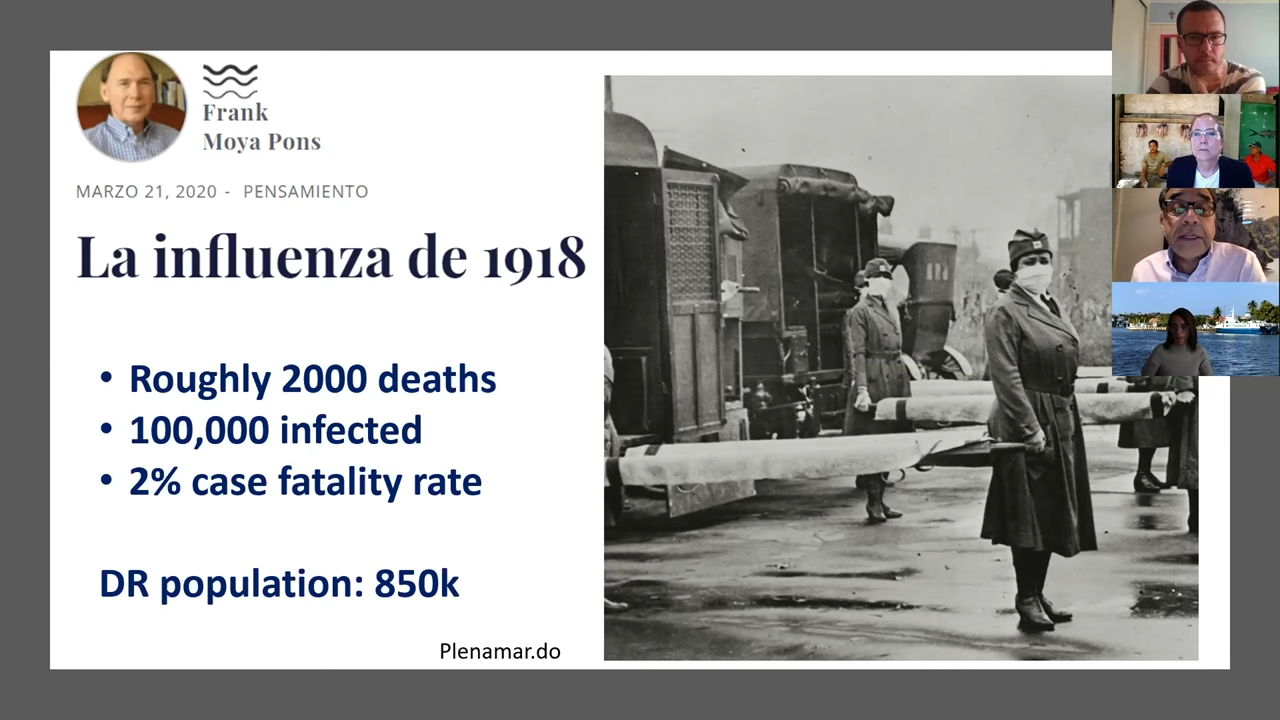 Frank
Moya Pons
MARZO 21, 2020 - PENSAMIENTO
La influenza de 1918
• Roughly 2000 deaths
• 100,000 infected
• 2% case fatality rate
DR population: 850k
Plenamar.do